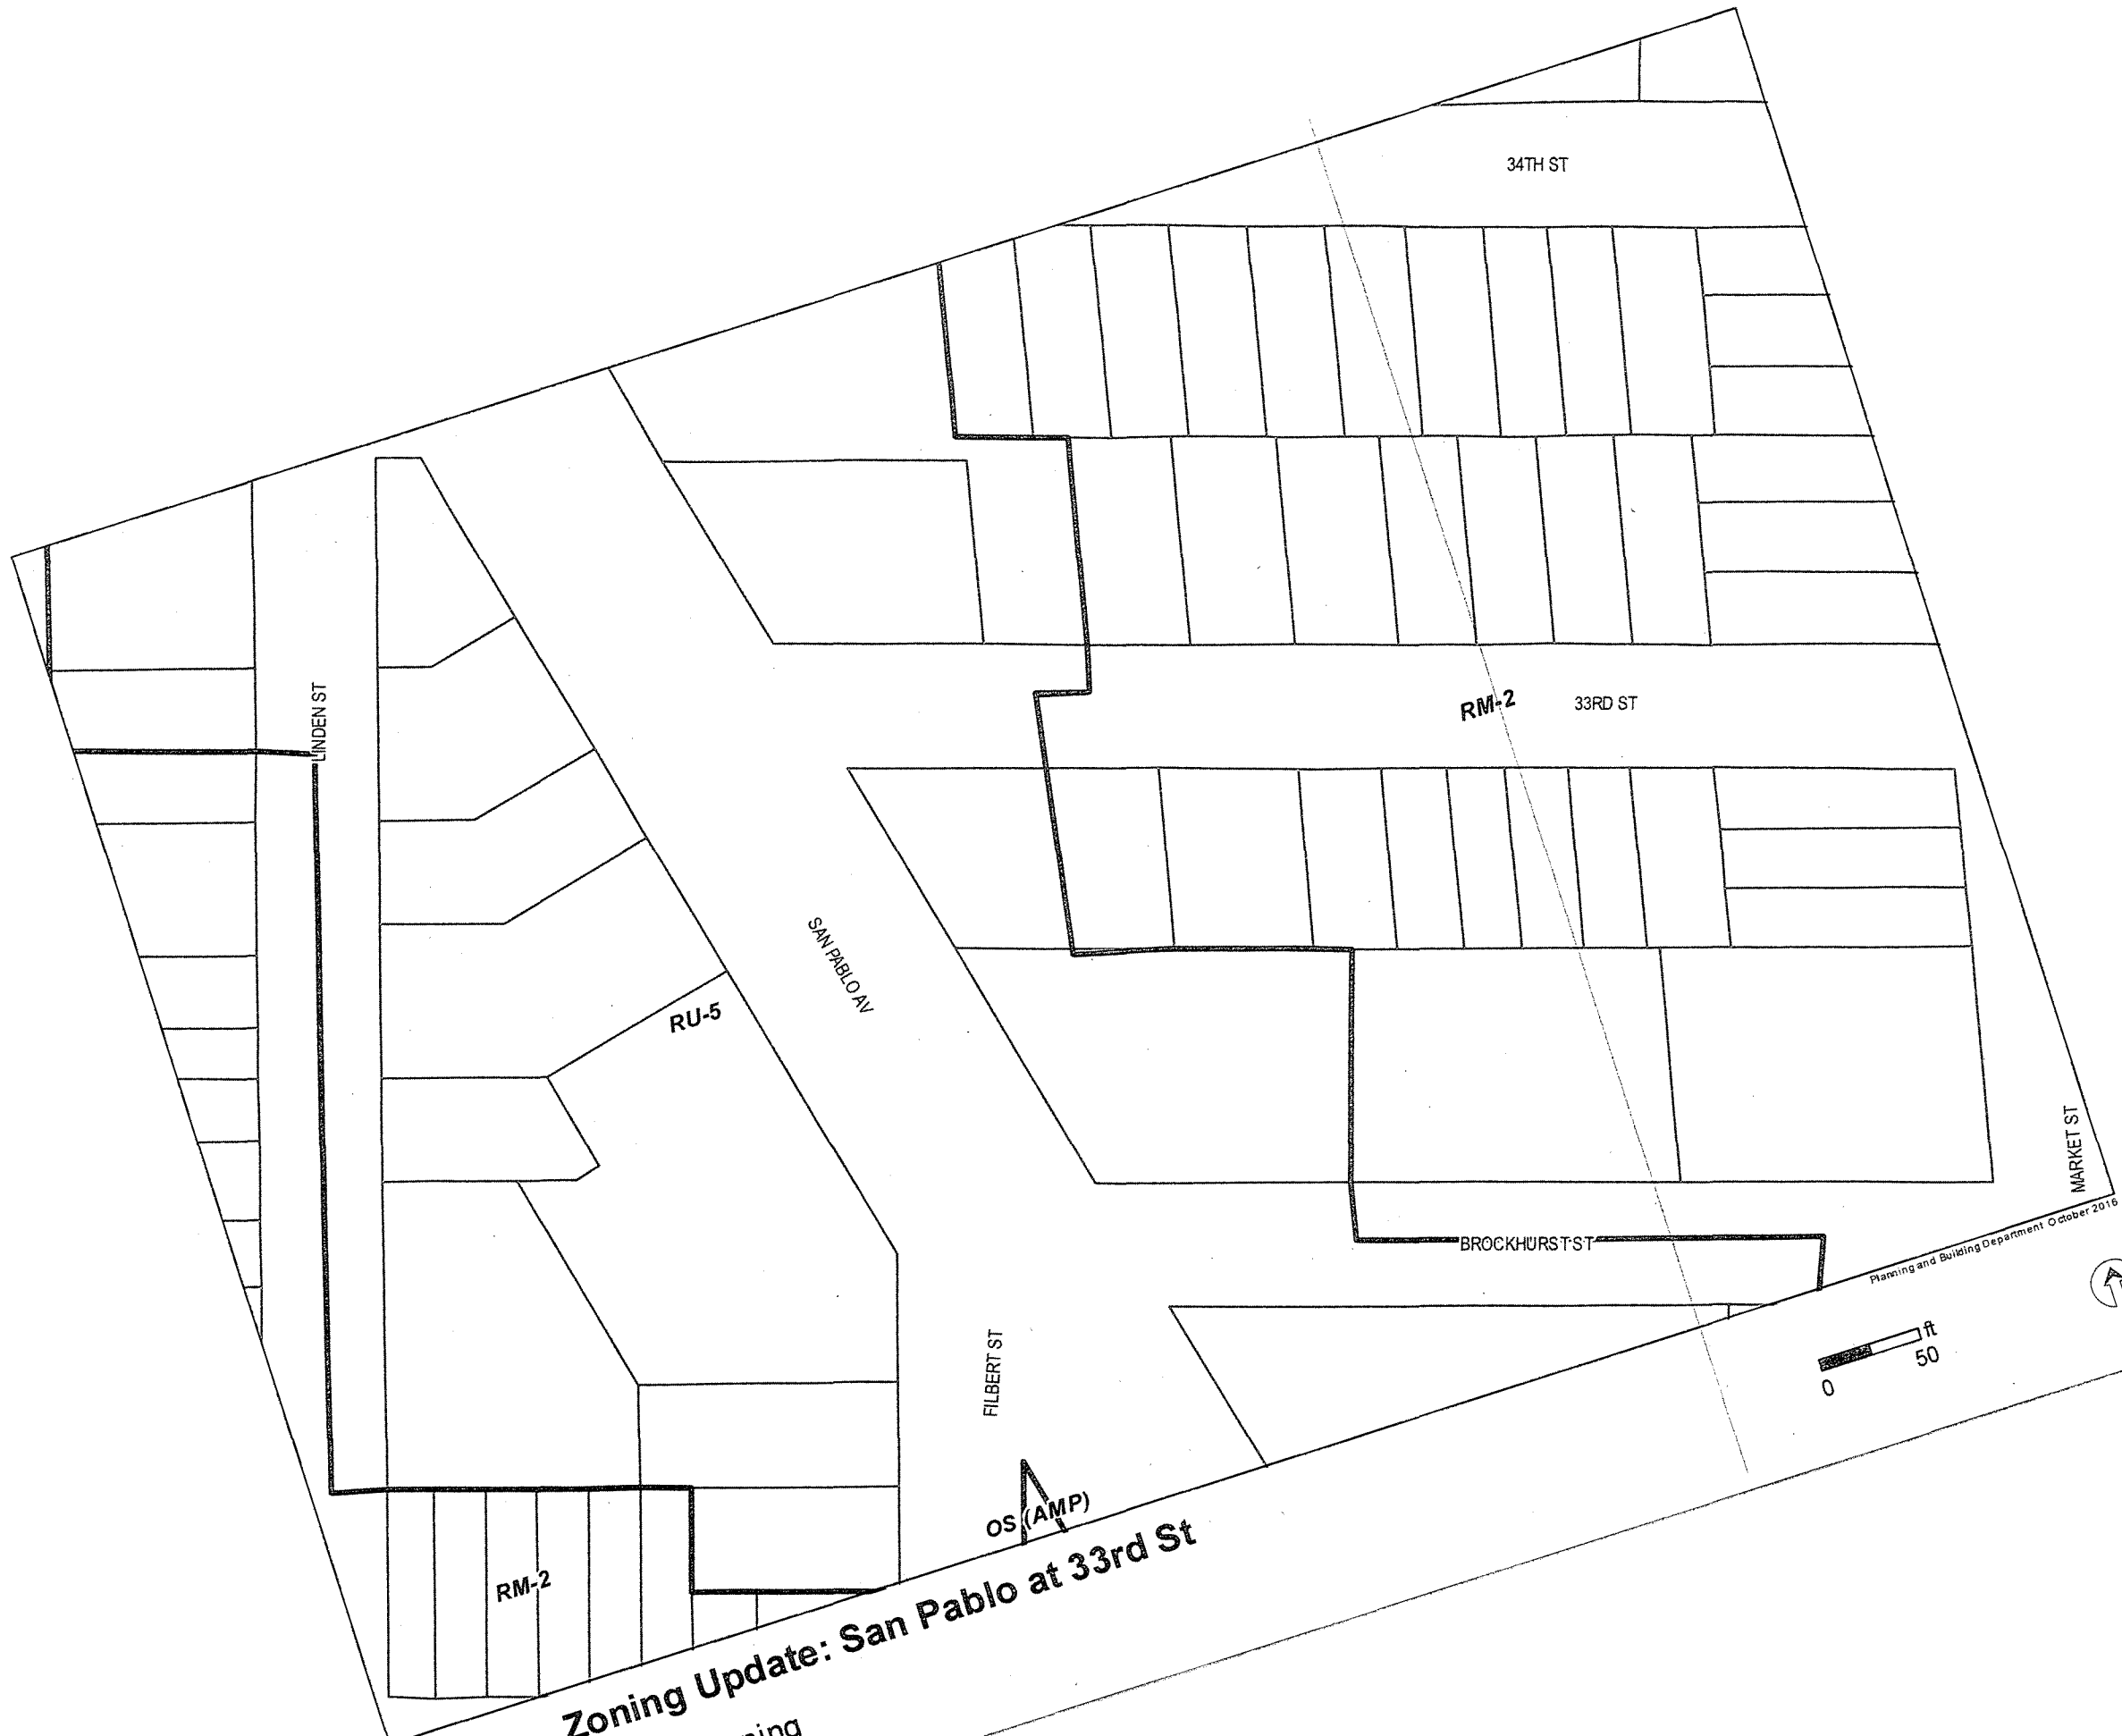 34TH ST
LINDEN ST
RM-2
33RD ST
SAN PABLO AV
RU-5
MARKET ST
BROCKHURST ST
Planning and Building Department October 2016
FILBERT ST
ft
0
50
OS (AMP)
RM-2
Zoning Update: San Pablo at 33rd St